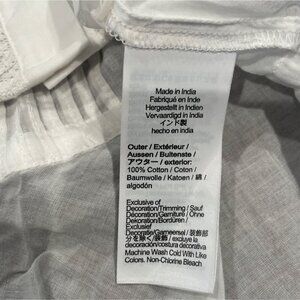 Made in India
Fabriqué en Inde
Hergestellt in Indien
Vervaardigd in India
インド製
hecho en india
Outer / Extérieur /
Aussen / Buitenste /
アウター / exterior:
100% Cotton / Coton /
Baumwolle / Katoen / 綿 /
algodón
Exclusive of
Decoration/Trimming / Sauf
Décoration/Garniture / Ohne
Dekoration/Bordüren /
Exclusief
Decoratie/Garneersel / 装飾部
分を除く/ excluye la
decoración/costura decorativa
Machine Wash Cold With Like
Colors. Non-Chlorine Bleach